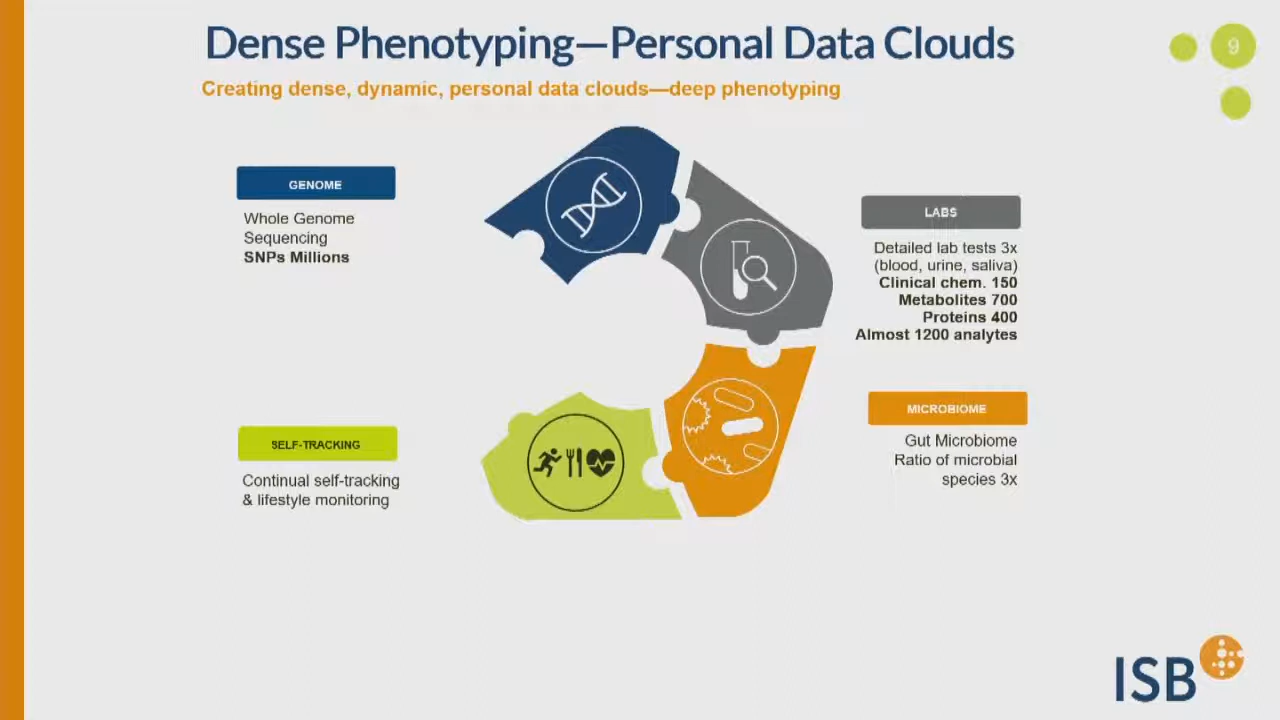 Dense Phenotyping—Personal Data Clouds
9
Creating dense, dynamic, personal data clouds—deep phenotyping
GENOME
Whole Genome
Sequencing
SNPs Millions
LABS
Detailed lab tests 3x
(blood, urine, saliva)
Clinical chem. 150
Metabolites 700
Proteins 400
Almost 1200 analytes
MICROBIOME
Gut Microbiome
Ratio of microbial
species 3x
SELF-TRACKING
Continual self-tracking
& lifestyle monitoring
ISB